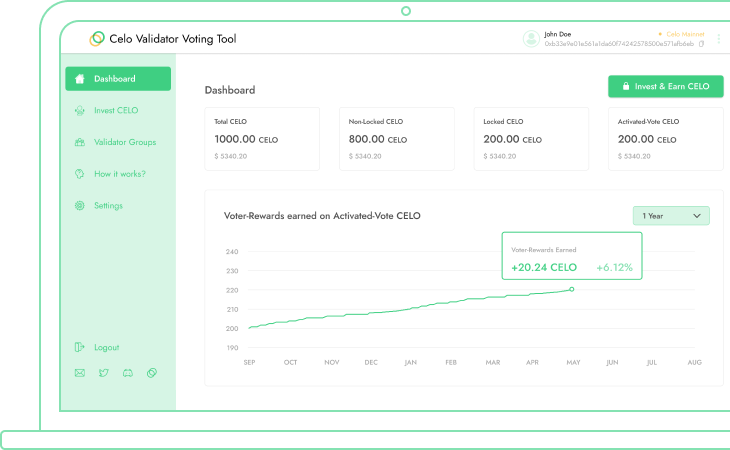 Celo Validator Voting Tool
John Doe
Celo Mainnet
Dashboard
Invest CELO
Validator Groups
How it works?
Settings
Logout
Dashboard
Invest & Earn CELO
Total CELO
1000.00 CELO
$ 5340.20
Non-Locked CELO
800.00 CELO
$ 5340.20
Locked CELO
200.00 CELO
$ 5340.20
Activated-Vote CELO
200.00 CELO
$ 5340.20
Voter-Rewards earned on Activated-Vote CELO
1 Year
Voter-Rewards Earned
+20.24 CELO +6.12%
240
230
220
210
200
190
SEP OCT NOV DEC JAN FEB MAR APR MAY JUN JUL AUG